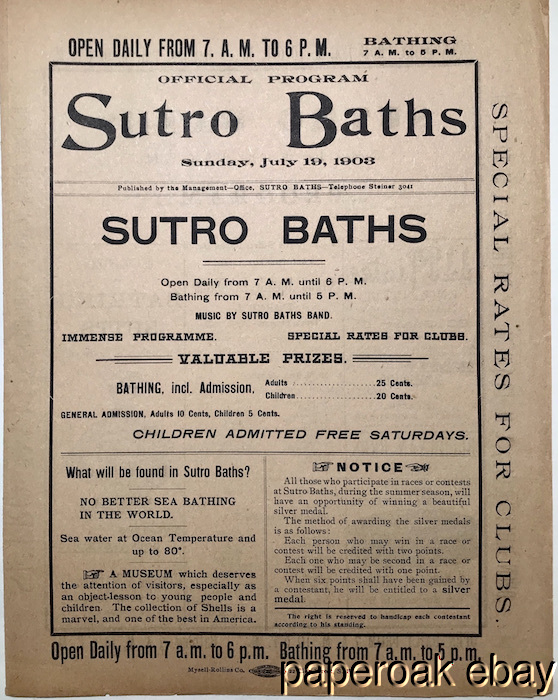 OPEN DAILY FROM 7. A. M. TO 6 P. M.
BATHING
7 A. M. to 5 P. M.
OFFICIAL PROGRAM
Sutro Baths
Sunday, July 19, 1903
Published by the Management—Office, SUTRO BATHS—Telephone Steiner 3041
SUTRO BATHS
Open Daily from 7 A. M. until 6 P. M.
Bathing from 7 A. M. until 5 P. M.
MUSIC BY SUTRO BATHS BAND.
IMMENSE PROGRAMME.
SPECIAL RATES FOR CLUBS.
VALUABLE PRIZES.
BATHING, incl. Admission,
Adults ..................... 25 Cents.
Children .................... 20 Cents.
GENERAL ADMISSION, Adults 10 Cents, Children 5 Cents.
CHILDREN ADMITTED FREE SATURDAYS.
What will be found in Sutro Baths?
NO BETTER SEA BATHING
IN THE WORLD.
Sea water at Ocean Temperature and
up to 80°.
☞ A MUSEUM which deserves
the attention of visitors, especially as
an object-lesson to young people and
children. The collection of Shells is a
marvel, and one of the best in America.
☞ NOTICE ☜
All those who participate in races or contests
at Sutro Baths, during the summer season, will
have an opportunity of winning a beautiful
silver medal.
The method of awarding the silver medals
is as follows:
Each person who may win in a race or
contest will be credited with two points.
Each one who may be second in a race or
contest will be credited with one point.
When six points shall have been gained by
a contestant, he will be entitled to a silver
medal.
The right is reserved to handicap each contestant
according to his standing.
SPECIAL RATES FOR CLUBS.
Open Daily from 7 a. m. to 6 p. m. Bathing from 7 a. m. to 5 p. m.
Mysell-Rollins Co.
paperoak ebay